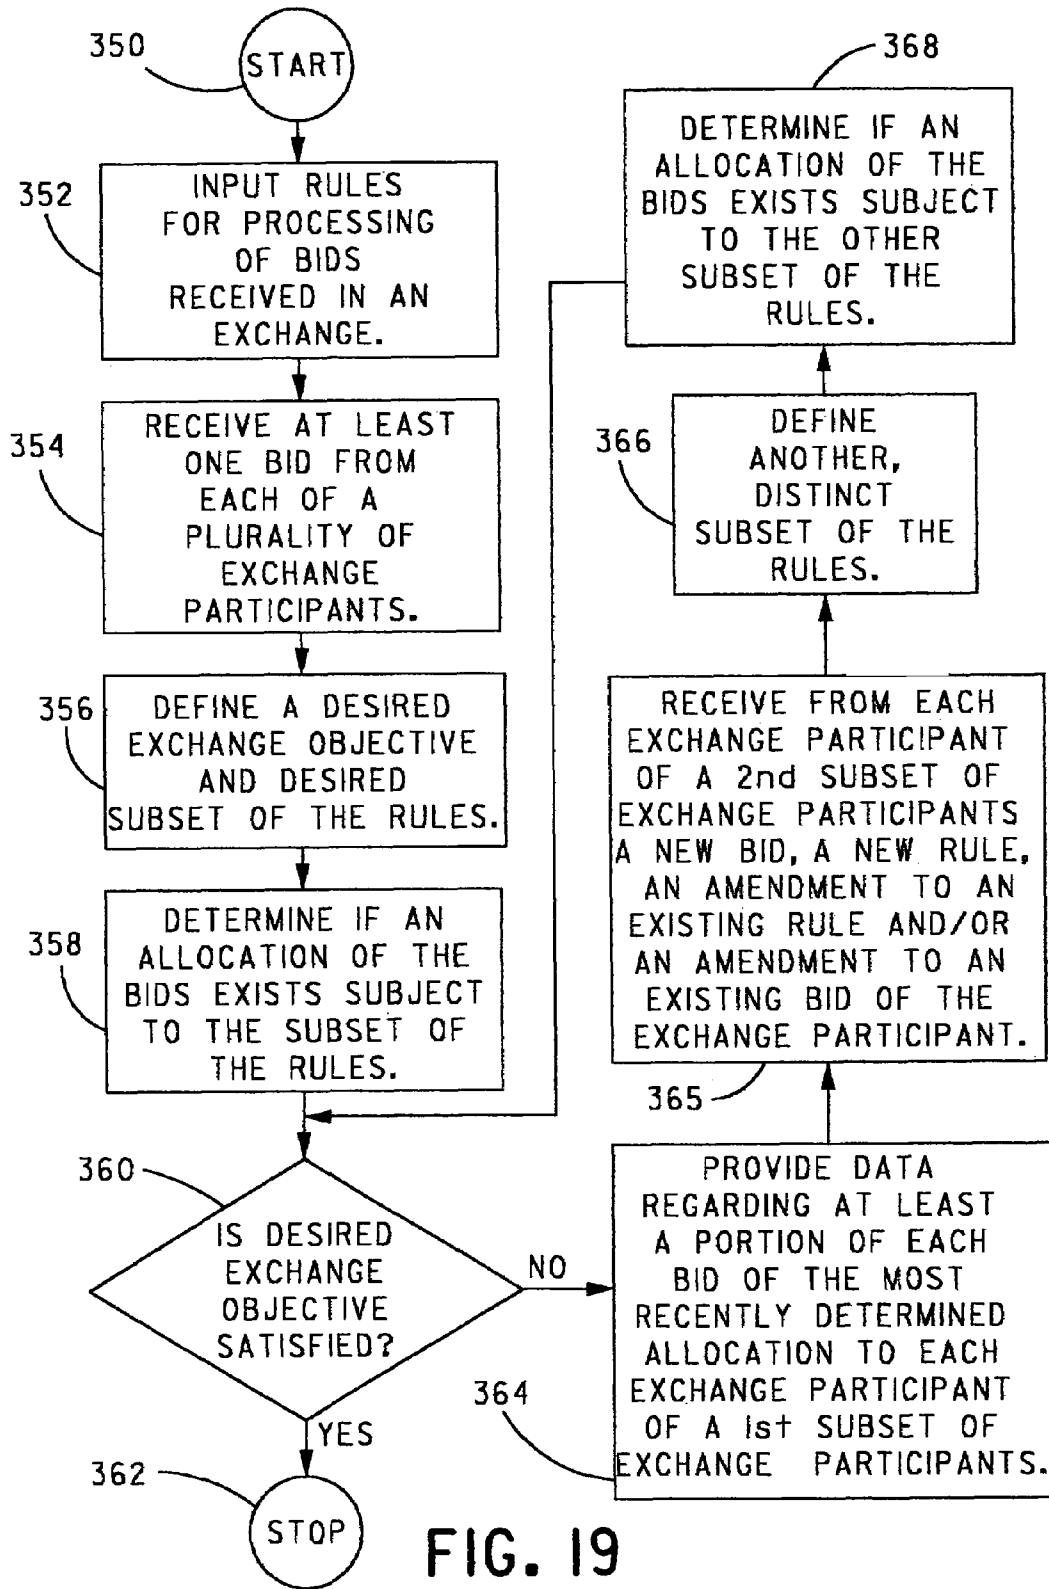 350
START
352
INPUT RULES
FOR PROCESSING
OF BIDS
RECEIVED IN AN
EXCHANGE.
354
RECEIVE AT LEAST
ONE BID FROM
EACH OF A
PLURALITY OF
EXCHANGE
PARTICIPANTS.
356
DEFINE A DESIRED
EXCHANGE OBJECTIVE
AND DESIRED
SUBSET OF THE RULES.
358
DETERMINE IF AN
ALLOCATION OF THE
BIDS EXISTS SUBJECT
TO THE SUBSET OF
THE RULES.
360
IS DESIRED
EXCHANGE
OBJECTIVE
SATISFIED?
NO
YES
362
STOP
364
PROVIDE DATA
REGARDING AT LEAST
A PORTION OF EACH
BID OF THE MOST
RECENTLY DETERMINED
ALLOCATION TO EACH
EXCHANGE PARTICIPANT
OF A 1st SUBSET OF
EXCHANGE PARTICIPANTS.
365
RECEIVE FROM EACH
EXCHANGE PARTICIPANT
OF A 2nd SUBSET OF
EXCHANGE PARTICIPANTS
A NEW BID, A NEW RULE,
AN AMENDMENT TO AN
EXISTING RULE AND/OR
AN AMENDMENT TO AN
EXISTING BID OF THE
EXCHANGE PARTICIPANT.
366
DEFINE
ANOTHER,
DISTINCT
SUBSET OF THE
RULES.
368
DETERMINE IF AN
ALLOCATION OF THE
BIDS EXISTS SUBJECT
TO THE OTHER
SUBSET OF THE
RULES.
FIG. 19